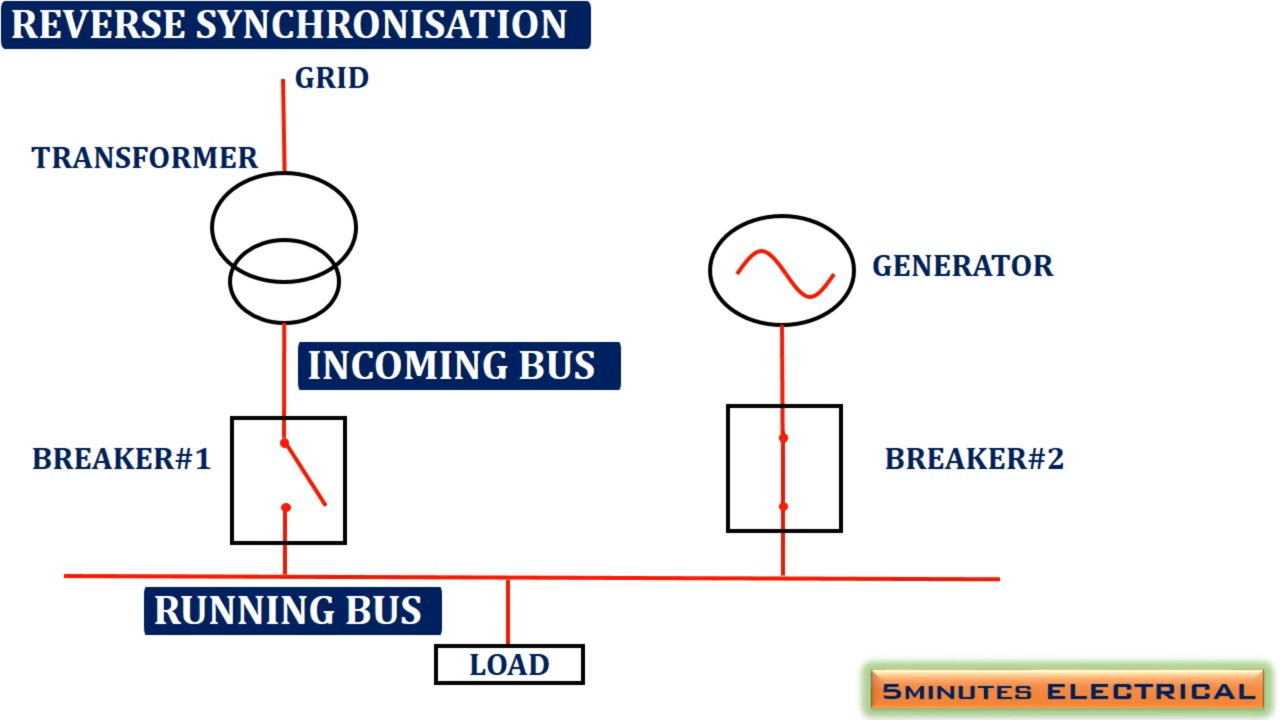 REVERSE SYNCHRONISATION
GRID
TRANSFORMER
GENERATOR
INCOMING BUS
BREAKER#1
BREAKER#2
RUNNING BUS
LOAD
5MINUTES ELECTRICAL